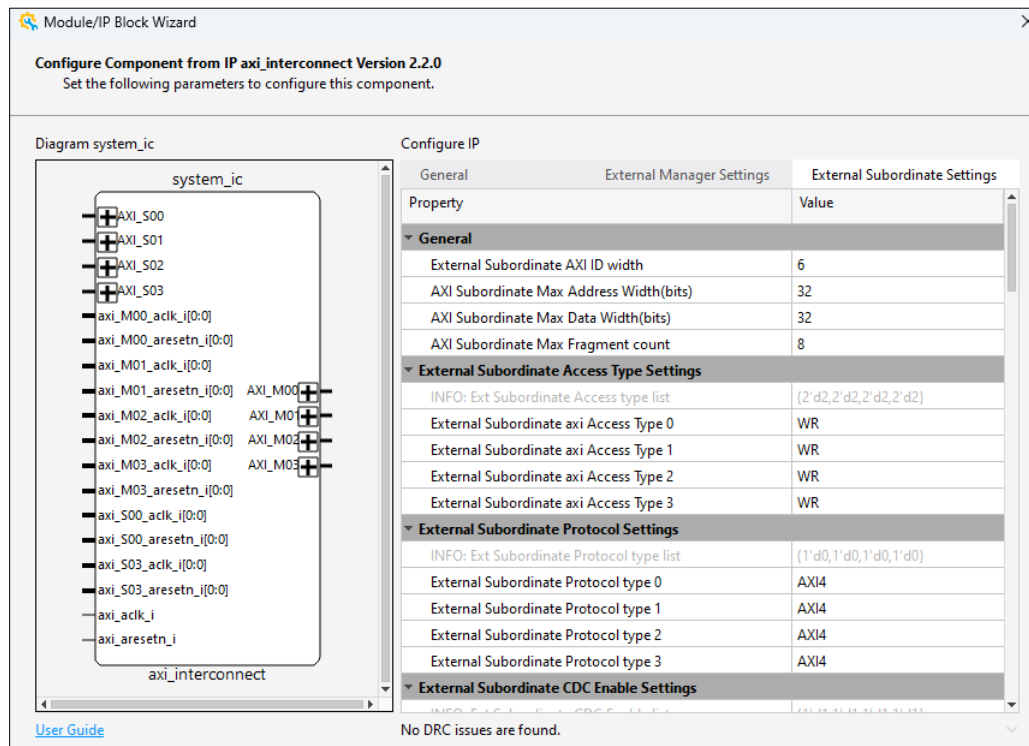 Module/IP Block Wizard
Configure Component from IP axi_interconnect Version 2.2.0
Set the following parameters to configure this component.
Diagram system_ic
system_ic
AXI_S00
AXI_S01
AXI_S02
AXI_S03
axi_M00_aclk_i[0:0]
axi_M00_aresetn_i[0:0]
axi_M01_aclk_i[0:0]
axi_M01_aresetn_i[0:0] AXI_M00
axi_M02_aclk_i[0:0] AXI_M01
axi_M02_aresetn_i[0:0] AXI_M02
axi_M03_aclk_i[0:0] AXI_M03
axi_M03_aresetn_i[0:0]
axi_S00_aclk_i[0:0]
axi_S00_aresetn_i[0:0]
axi_S03_aclk_i[0:0]
axi_S03_aresetn_i[0:0]
axi_aclk_i
axi_aresetn_i
axi_interconnect
User Guide
Configure IP
General External Manager Settings External Subordinate Settings
Property Value
General
External Subordinate AXI ID width 6
AXI Subordinate Max Address Width(bits) 32
AXI Subordinate Max Data Width(bits) 32
AXI Subordinate Max Fragment count 8
External Subordinate Access Type Settings
INFO: Ext Subordinate Access type list {2'd2,2'd2,2'd2,2'd2}
External Subordinate axi Access Type 0 WR
External Subordinate axi Access Type 1 WR
External Subordinate axi Access Type 2 WR
External Subordinate axi Access Type 3 WR
External Subordinate Protocol Settings
INFO: Ext Subordinate Protocol type list {1'd0,1'd0,1'd0,1'd0}
External Subordinate Protocol type 0 AXI4
External Subordinate Protocol type 1 AXI4
External Subordinate Protocol type 2 AXI4
External Subordinate Protocol type 3 AXI4
External Subordinate CDC Enable Settings
No DRC issues are found.